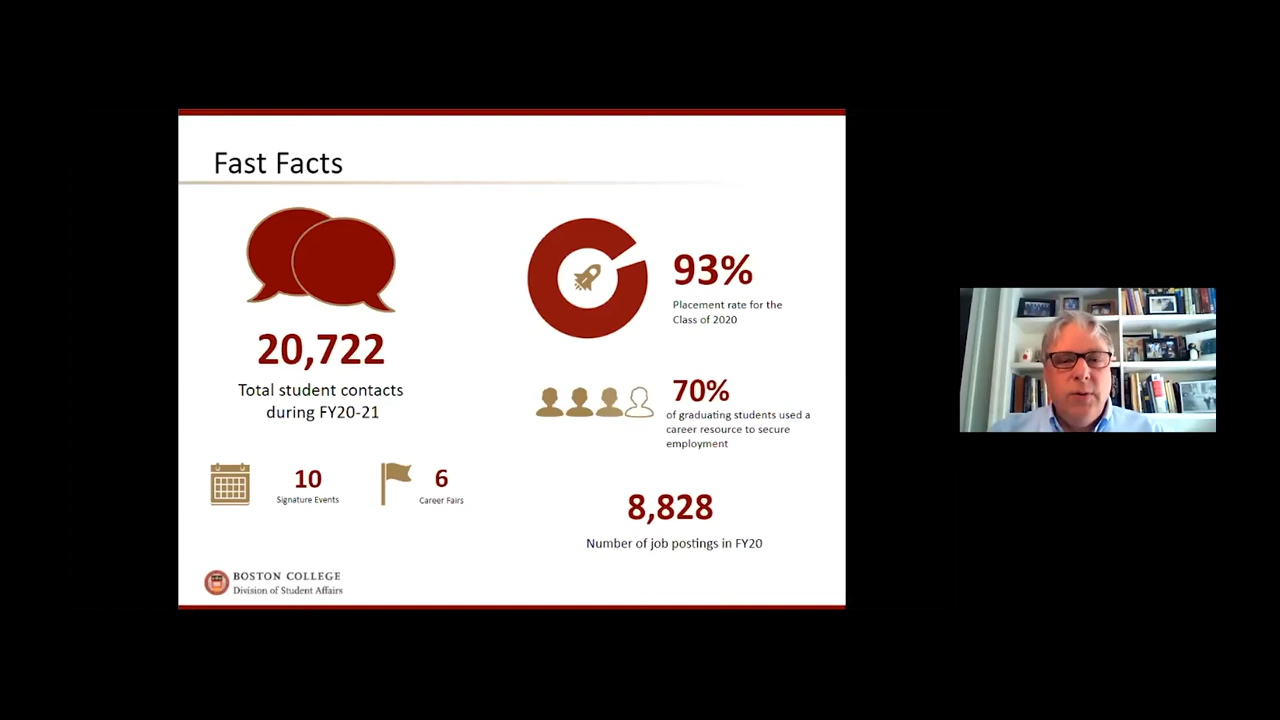 Fast Facts
20,722
Total student contacts
during FY20-21
10
Signature Events
6
Career Fairs
93%
Placement rate for the
Class of 2020
70%
of graduating students used a
career resource to secure
employment
8,828
Number of job postings in FY20
BOSTON COLLEGE
Division of Student Affairs